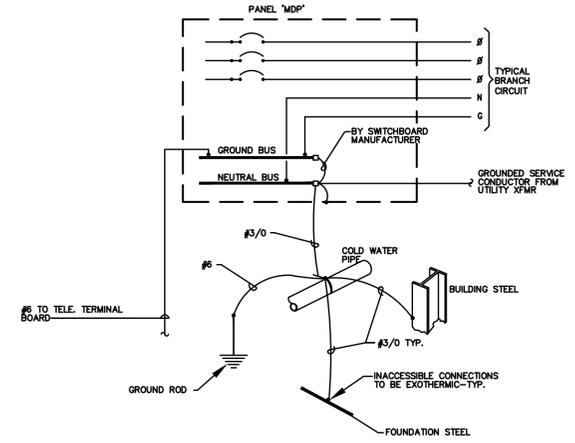 PANEL 'MDP'
Ø
Ø
Ø
N
G
TYPICAL
BRANCH
CIRCUIT
BY SWITCHBOARD
MANUFACTURER
GROUND BUS
NEUTRAL BUS
GROUNDED SERVICE
CONDUCTOR FROM
UTILITY XFMR
#3/0
COLD WATER
PIPE
#6
BUILDING STEEL
#6 TO TELE. TERMINAL
BOARD
#3/0 TYP.
GROUND ROD
INACCESSIBLE CONNECTIONS
TO BE EXOTHERMIC-TYP.
FOUNDATION STEEL